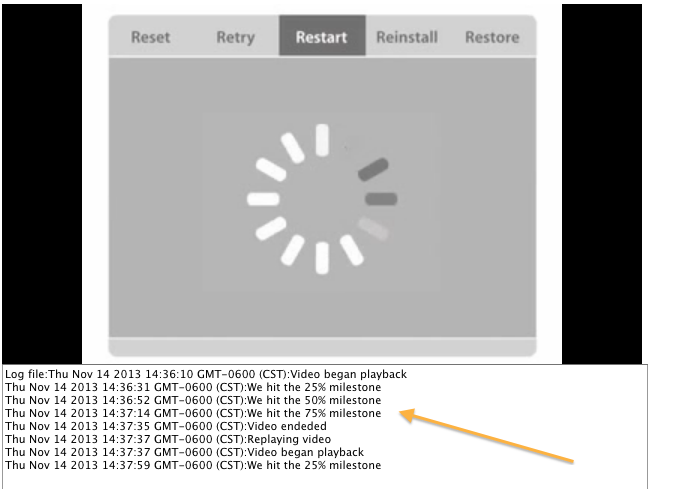 Reset Retry Restart Reinstall Restore
Log file:Thu Nov 14 2013 14:36:10 GMT-0600 (CST):Video began playback
Thu Nov 14 2013 14:36:31 GMT-0600 (CST):We hit the 25% milestone
Thu Nov 14 2013 14:36:52 GMT-0600 (CST):We hit the 50% milestone
Thu Nov 14 2013 14:37:14 GMT-0600 (CST):We hit the 75% milestone
Thu Nov 14 2013 14:37:35 GMT-0600 (CST):Video endeded
Thu Nov 14 2013 14:37:37 GMT-0600 (CST):Replaying video
Thu Nov 14 2013 14:37:37 GMT-0600 (CST):Video began playback
Thu Nov 14 2013 14:37:59 GMT-0600 (CST):We hit the 25% milestone